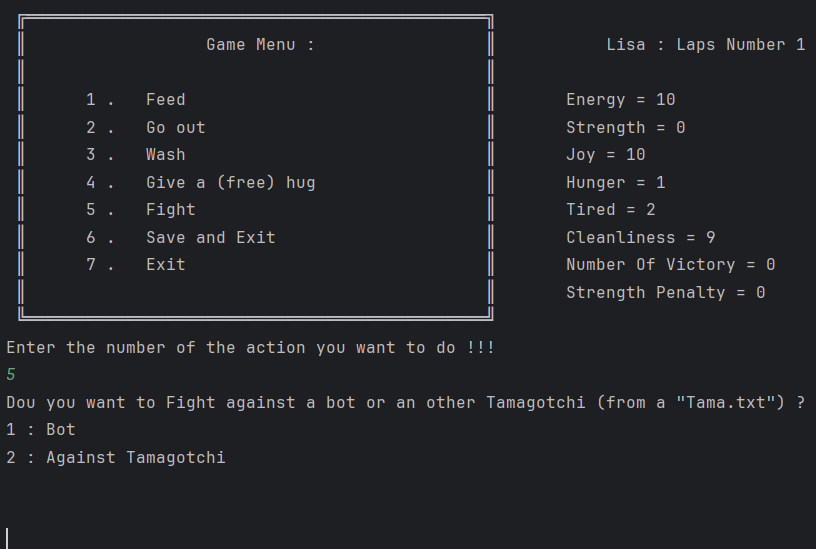 Game Menu :
Lisa : Laps Number 1
1 . Feed
2 . Go out
3 . Wash
4 . Give a (free) hug
5 . Fight
6 . Save and Exit
7 . Exit
Energy = 10
Strength = 0
Joy = 10
Hunger = 1
Tired = 2
Cleanliness = 9
Number Of Victory = 0
Strength Penalty = 0
Enter the number of the action you want to do !!!
5
Dou you want to Fight against a bot or an other Tamagotchi (from a "Tama.txt") ?
1 : Bot
2 : Against Tamagotchi